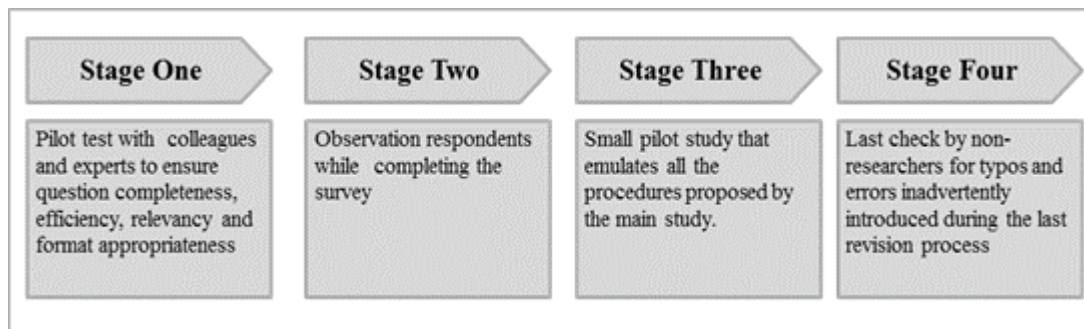 Stage One
Pilot test with colleagues
and experts to ensure
question completeness,
efficiency, relevancy and
format appropriateness
Stage Two
Observation respondents
while completing the
survey
Stage Three
Small pilot study that
emulates all the
procedures proposed by
the main study.
Stage Four
Last check by non-
researchers for typos and
errors inadvertently
introduced during the last
revision process